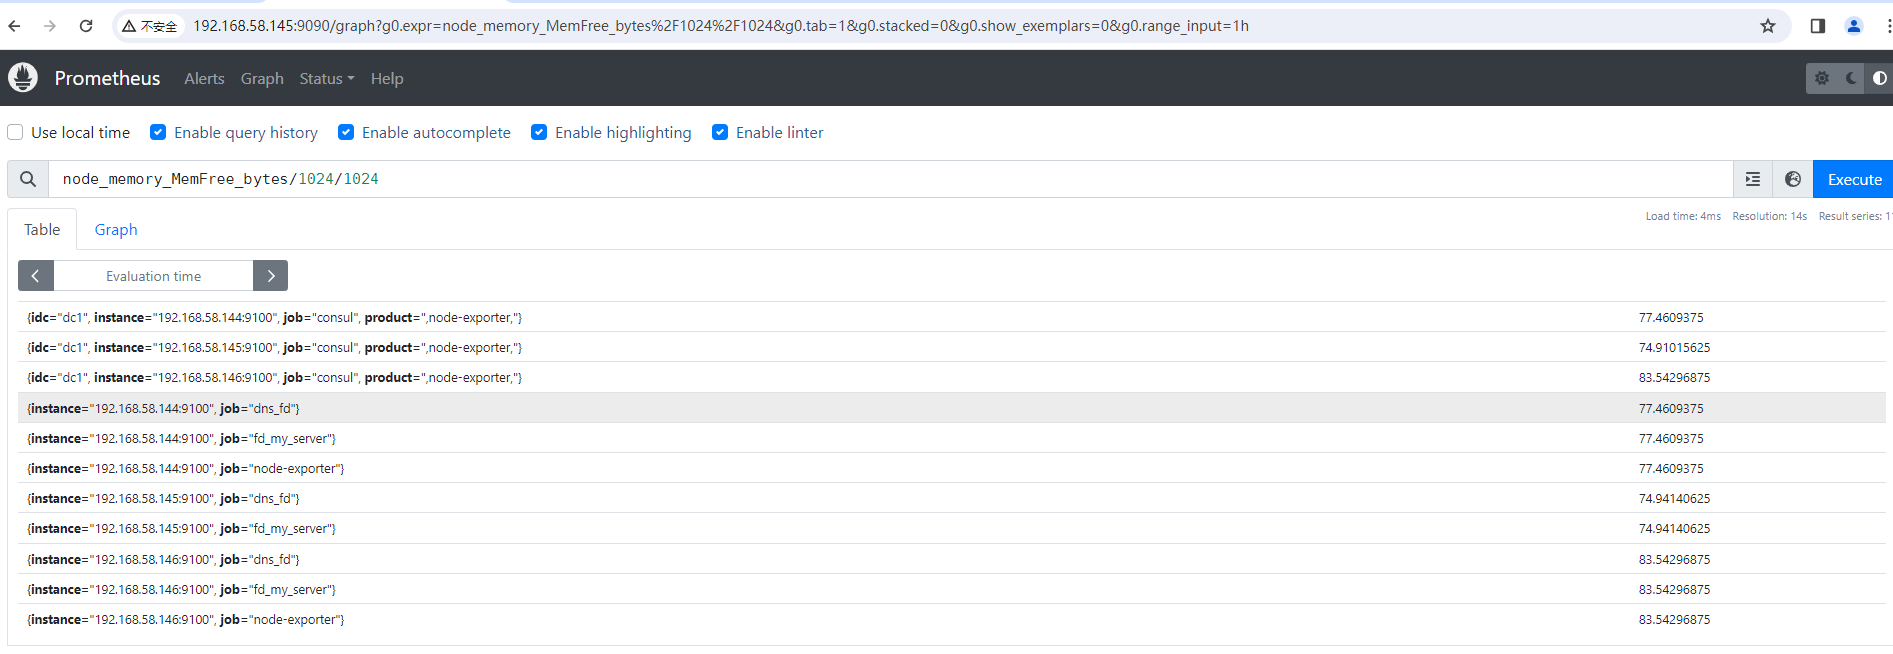 不安全 192.168.58.145:9090/graph?g0.expr=node_memory_MemFree_bytes%2F1024%2F1024&g0.tab=1&g0.stacked=0&g0.show_exemplars=0&g0.range_input=1h
Prometheus Alerts Graph Status Help
Use local time Enable query history Enable autocomplete Enable highlighting Enable linter
node_memory_MemFree_bytes/1024/1024 Execute
Load time: 4ms Resolution: 14s Result series: 11
Table Graph
Evaluation time
{idc="dc1", instance="192.168.58.144:9100", job="consul", product=",node-exporter,"} 77.4609375
{idc="dc1", instance="192.168.58.145:9100", job="consul", product=",node-exporter,"} 74.91015625
{idc="dc1", instance="192.168.58.146:9100", job="consul", product=",node-exporter,"} 83.54296875
{instance="192.168.58.144:9100", job="dns_fd"} 77.4609375
{instance="192.168.58.144:9100", job="fd_my_server"} 77.4609375
{instance="192.168.58.144:9100", job="node-exporter"} 77.4609375
{instance="192.168.58.145:9100", job="dns_fd"} 74.94140625
{instance="192.168.58.145:9100", job="fd_my_server"} 74.94140625
{instance="192.168.58.146:9100", job="dns_fd"} 83.54296875
{instance="192.168.58.146:9100", job="fd_my_server"} 83.54296875
{instance="192.168.58.146:9100", job="node-exporter"} 83.54296875